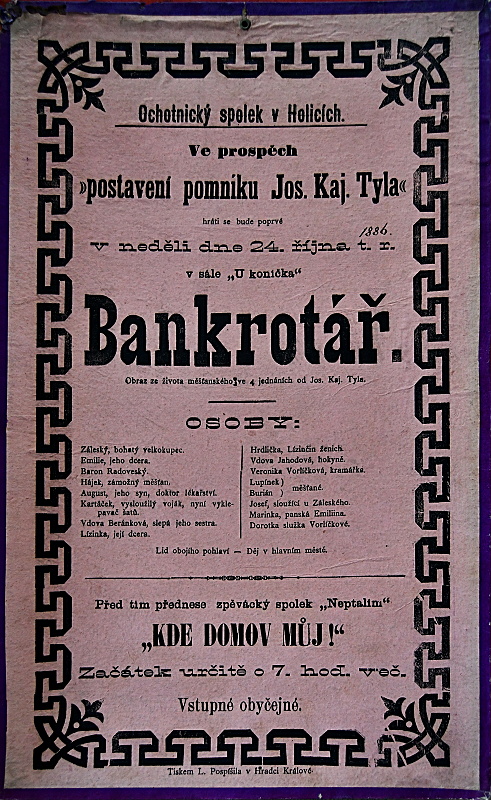 Ochotnický spolek v Holicích.
Ve prospěch
»postavení pomníku Jos. Kaj. Tyla«
hráti se bude poprvé
1886.
v neděli dne 24. října t. r.
v sále „U koníčka“
Bankrotář.
Obraz ze života měšťanského ve 4 jednáních od Jos. Kaj. Tyla.
OSOBY:
Záleský, bohatý velkokupec.
Emilie, jeho dcera.
Baron Radoveský.
Hájek, zámožný měšťan.
August, jeho syn, doktor lékařství.
Kartáček, vysloužilý voják, nyní vykle-
pavač šatů.
Vdova Beránková, slepá jeho sestra.
Lízinka, její dcera.
Hrdlička, Lízinčin ženich.
Vdova Jahodová, hokyně.
Veronika Vorličková, kramářka.
Lupínek )
Burián ) měšťané.
Josef, sloužící u Záleského.
Marinka, panská Emiliina.
Dorotka služka Vorličkové.
Lid obojího pohlaví — Děj v hlavním městě.
Před tím přednese zpěvácký spolek „Neptalim“
„KDE DOMOV MŮJ!“
Začátek určitě o 7. hod. več.
Vstupné obyčejné.
Tiskem L. Pospíšila v Hradci Králové.